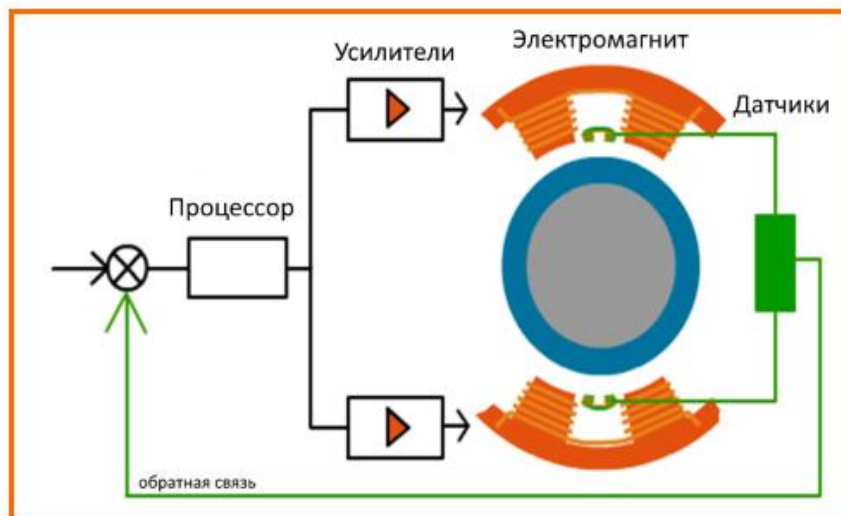 Усилители
Электромагнит
Датчики
Процессор
обратная связь